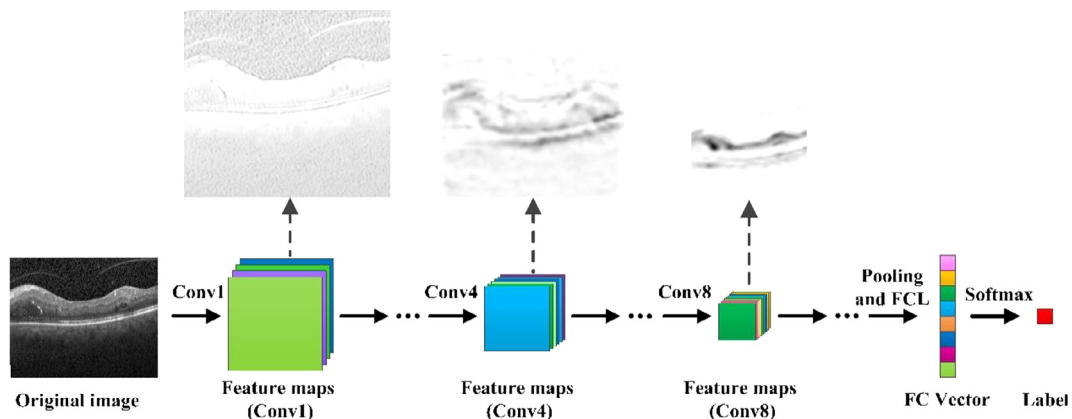 Conv1
Conv4
Conv8
Pooling
and FCL
Softmax
Original image
Feature maps
(Conv1)
Feature maps
(Conv4)
Feature maps
(Conv8)
FC Vector
Label